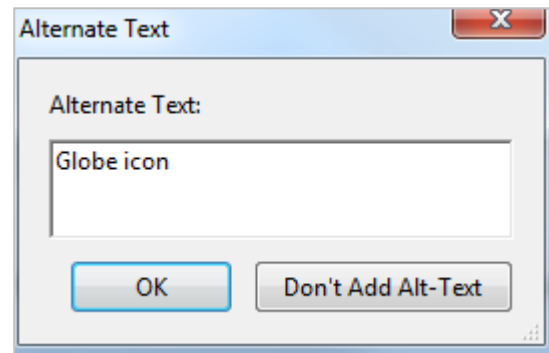 Alternate Text
Alternate Text:
Globe icon
OK
Don't Add Alt-Text